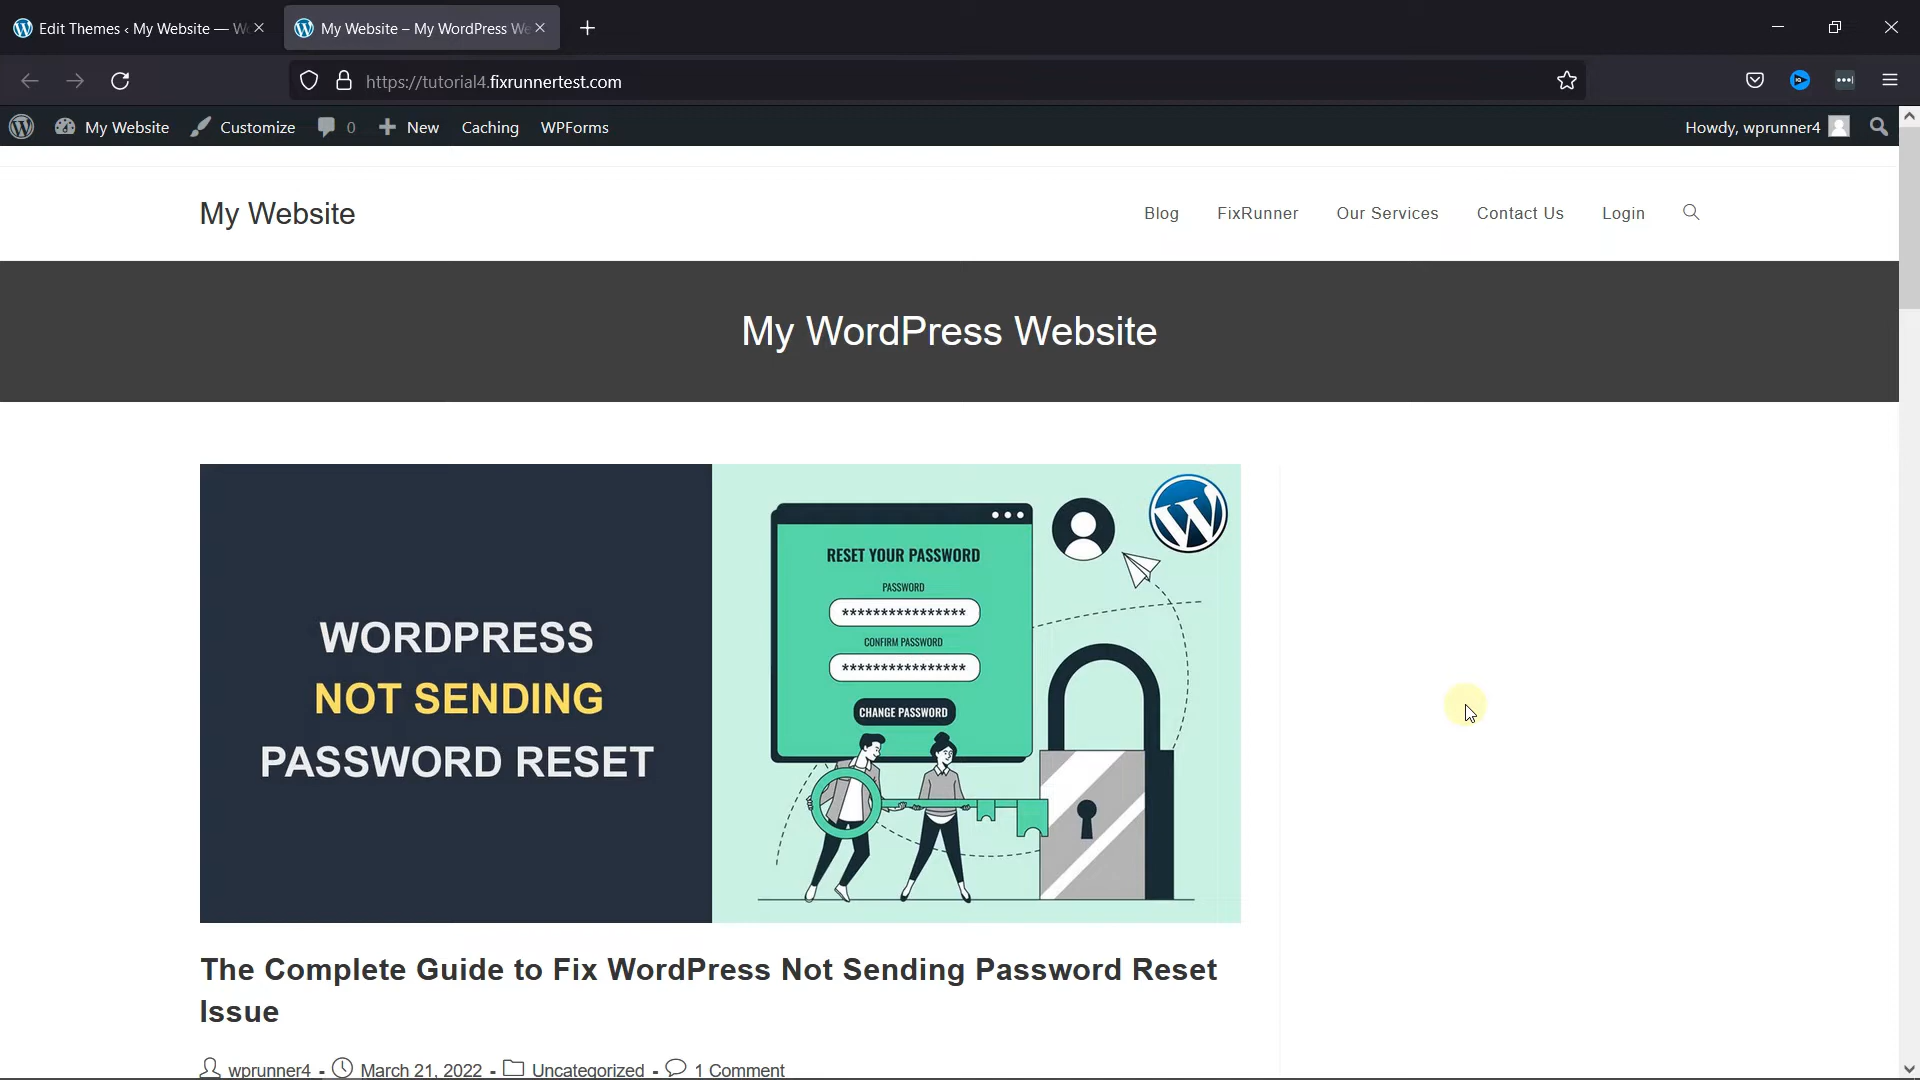 Edit Themes ‹ My Website — W
My Website – My WordPress We
https://tutorial4.fixrunnertest.com
My Website
Customize
0
New
Caching
WPForms
Howdy, wprunner4
My Website
Blog
FixRunner
Our Services
Contact Us
Login
My WordPress Website
WORDPRESS
NOT SENDING
PASSWORD RESET
RESET YOUR PASSWORD
PASSWORD
****************
CONFIRM PASSWORD
****************
CHANGE PASSWORD
The Complete Guide to Fix WordPress Not Sending Password Reset
Issue
wprunner4 - March 21, 2022 - Uncategorized - 1 Comment